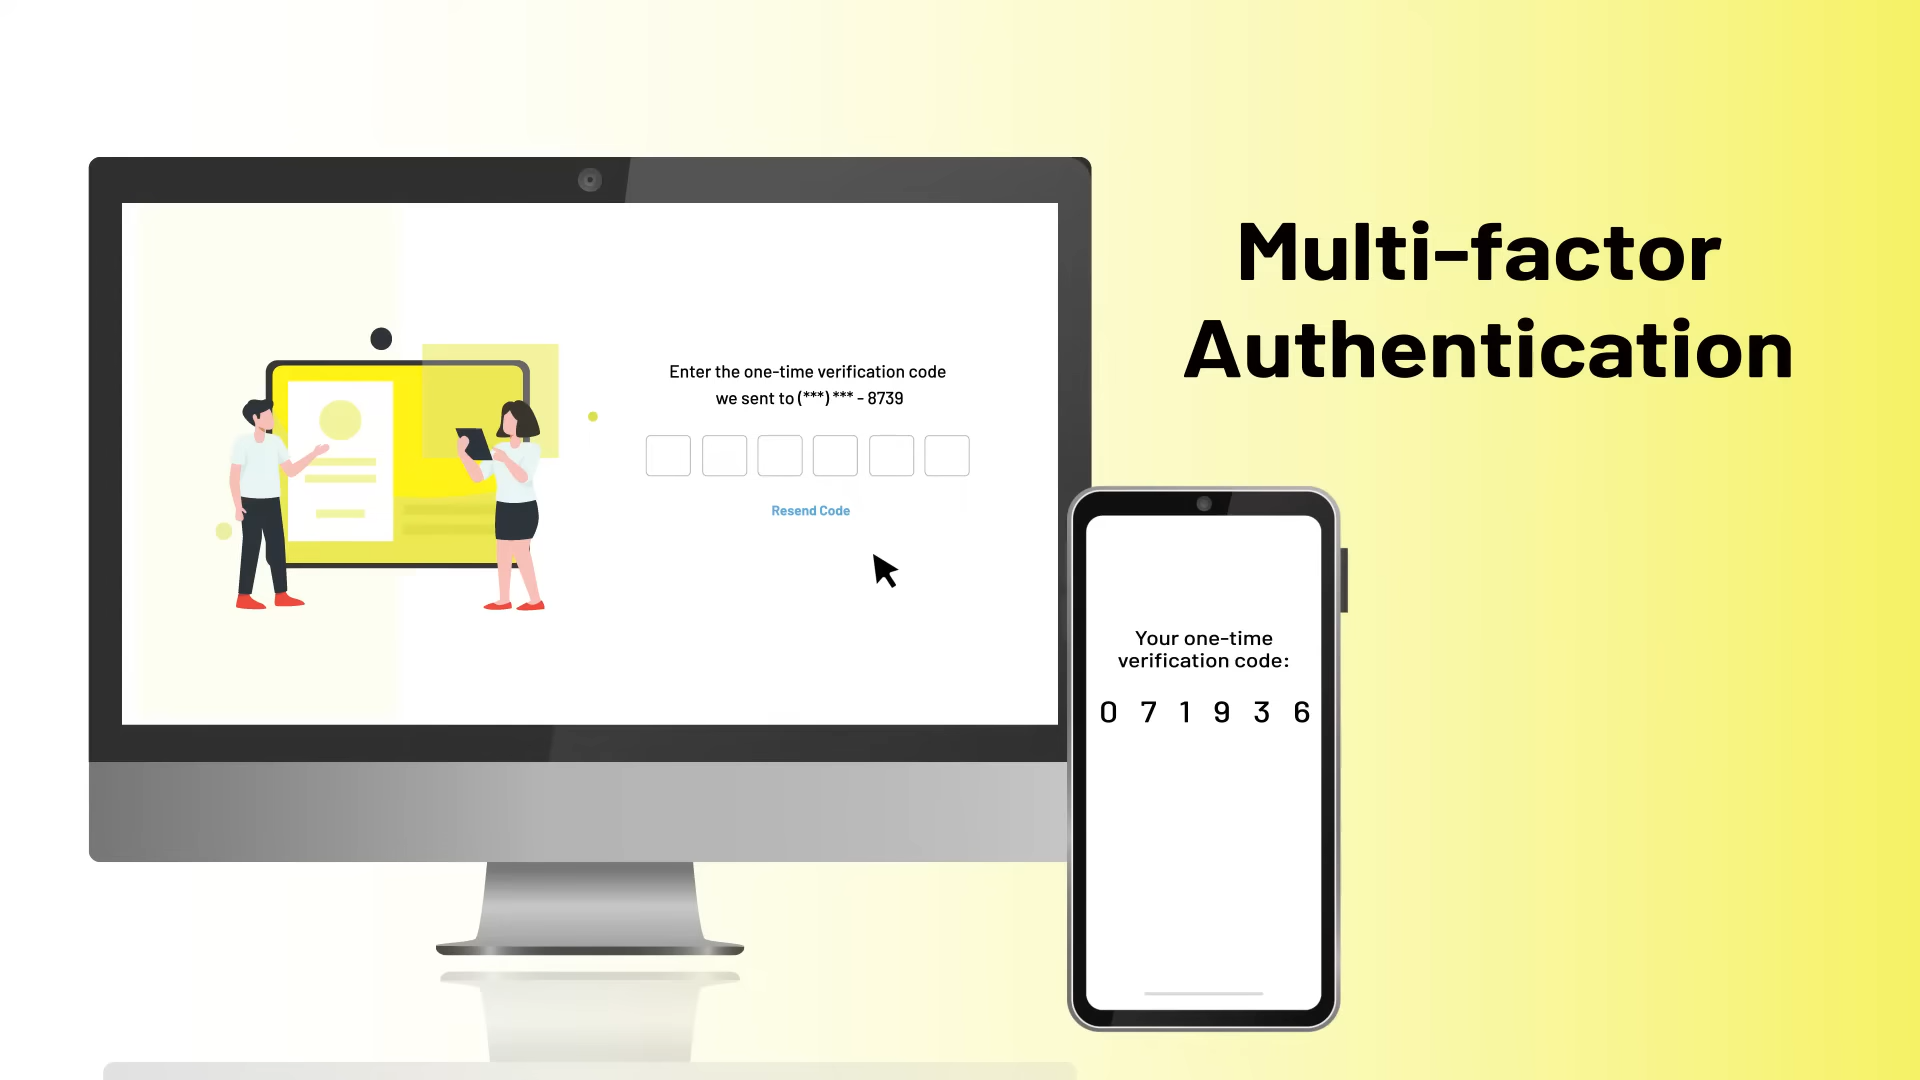 Multi-factor
Authentication
Enter the one-time verification code
we sent to (***) *** - 8739
Resend Code
Your one-time
verification code:
0 7 1 9 3 6